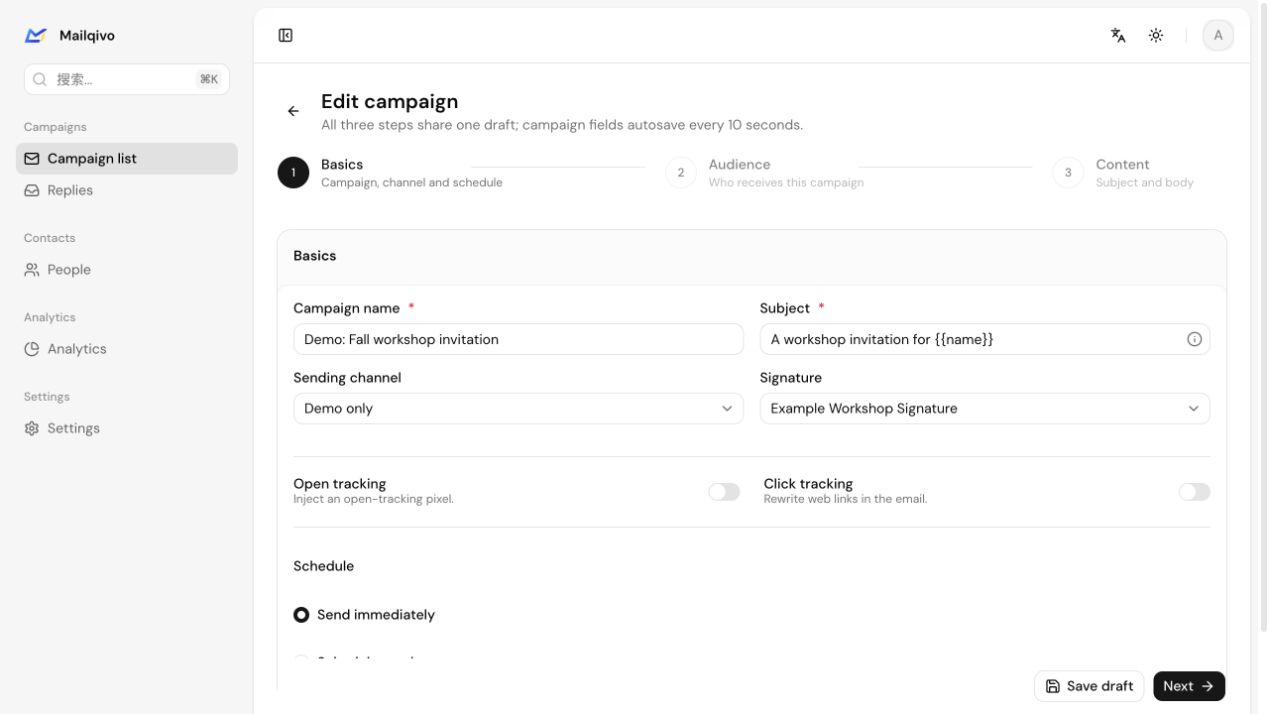 Mailqivo
搜索...
⌘K
Campaigns
Campaign list
Replies
Contacts
People
Analytics
Analytics
Settings
Settings
A
Edit campaign
All three steps share one draft; campaign fields autosave every 10 seconds.
1
Basics
Campaign, channel and schedule
2
Audience
Who receives this campaign
3
Content
Subject and body
Basics
Campaign name *
Demo: Fall workshop invitation
Subject *
A workshop invitation for {{name}}
Sending channel
Demo only
Signature
Example Workshop Signature
Open tracking
Inject an open-tracking pixel.
Click tracking
Rewrite web links in the email.
Schedule
Send immediately
Save draft
Next